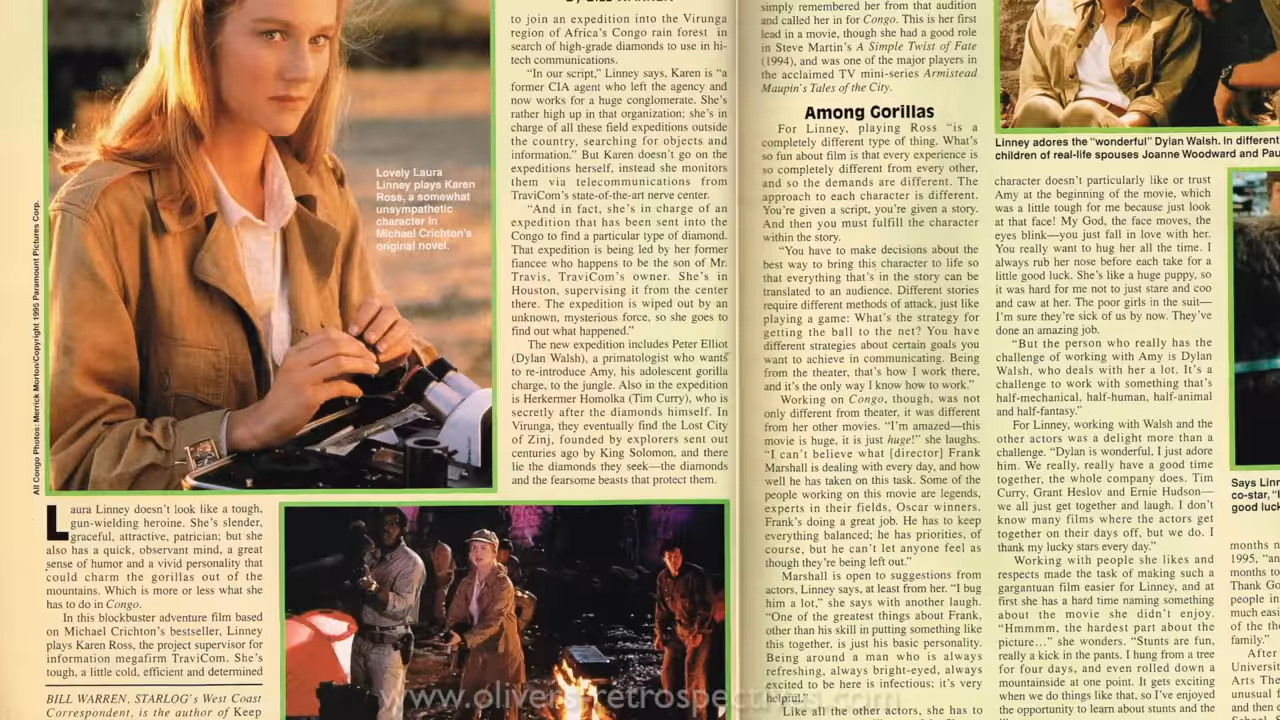 By BILL WARREN
Lovely Laura
Linney plays Karen
Ross, a somewhat
unsympathetic
character in
Michael Crichton's
original novel.
All Congo Photos: Merrick Morton/Copyright 1995 Paramount Pictures Corp.
Laura Linney doesn't look like a tough,
gun-wielding heroine. She's slender,
graceful, attractive, patrician; but she
also has a quick, observant mind, a great
sense of humor and a vivid personality that
could charm the gorillas out of the
mountains. Which is more or less what she
has to do in Congo.
In this blockbuster adventure film based
on Michael Crichton's bestseller, Linney
plays Karen Ross, the project supervisor for
information megafirm TraviCom. She's
tough, a little cold, efficient and determined
BILL WARREN, STARLOG's West Coast
Correspondent, is the author of Keep
to join an expedition into the Virunga
region of Africa's Congo rain forest in
search of high-grade diamonds to use in hi-
tech communications.
"In our script," Linney says, Karen is "a
former CIA agent who left the agency and
now works for a huge conglomerate. She's
rather high up in that organization; she's in
charge of all these field expeditions outside
the country, searching for objects and
information." But Karen doesn't go on the
expeditions herself, instead she monitors
them via telecommunications from
TraviCom's state-of-the-art nerve center.
"And in fact, she's in charge of an
expedition that has been sent into the
Congo to find a particular type of diamond.
That expedition is being led by her former
fiancee who happens to be the son of Mr.
Travis, TraviCom's owner. She's in
Houston, supervising it from the center
there. The expedition is wiped out by an
unknown, mysterious force, so she goes to
find out what happened."
The new expedition includes Peter Elliot
(Dylan Walsh), a primatologist who wants
to re-introduce Amy, his adolescent gorilla
charge, to the jungle. Also in the expedition
is Herkermer Homolka (Tim Curry), who is
secretly after the diamonds himself. In
Virunga, they eventually find the Lost City
of Zinj, founded by explorers sent out
centuries ago by King Solomon, and there
lie the diamonds they seek—the diamonds
and the fearsome beasts that protect them.
simply remembered her from that audition
and called her in for Congo. This is her first
lead in a movie, though she had a good role
in Steve Martin's A Simple Twist of Fate
(1994), and was one of the major players in
the acclaimed TV mini-series Armistead
Maupin's Tales of the City.
Among Gorillas
For Linney, playing Ross "is a
completely different type of thing. What's
so fun about film is that every experience is
so completely different from every other,
and so the demands are different. The
approach to each character is different.
You're given a script, you're given a story.
And then you must fulfill the character
within the story.
"You have to make decisions about the
best way to bring this character to life so
that everything that's in the story can be
translated to an audience. Different stories
require different methods of attack, just like
playing a game: What's the strategy for
getting the ball to the net? You have
different strategies about certain goals you
want to achieve in communicating. Being
from the theater, that's how I work there,
and it's the only way I know how to work."
Working on Congo, though, was not
only different from theater, it was different
from her other movies. "I'm amazed—this
movie is huge, it is just huge!" she laughs.
"I can't believe what [director] Frank
Marshall is dealing with every day, and how
well he has taken on this task. Some of the
people working on this movie are legends,
experts in their fields, Oscar winners.
Frank's doing a great job. He has to keep
everything balanced; he has priorities, of
course, but he can't let anyone feel as
though they're being left out."
Marshall is open to suggestions from
actors, Linney says, at least from her. "I bug
him a lot," she says with another laugh.
"One of the greatest things about Frank,
other than his skill in putting something like
this together, is just his basic personality.
Being around a man who is always
refreshing, always bright-eyed, always
excited to be here is infectious; it's very
helpful."
Like all the other actors, she has to
Linney adores the "wonderful" Dylan Walsh. In different
children of real-life spouses Joanne Woodward and Pau
character doesn't particularly like or trust
Amy at the beginning of the movie, which
was a little tough for me because just look
at that face! My God, the face moves, the
eyes blink—you just fall in love with her.
You really want to hug her all the time. I
always rub her nose before each take for a
little good luck. She's like a huge puppy, so
it was hard for me not to just stare and coo
and caw at her. The poor girls in the suit—
I'm sure they're sick of us by now. They've
done an amazing job.
"But the person who really has the
challenge of working with Amy is Dylan
Walsh, who deals with her a lot. It's a
challenge to work with something that's
half-mechanical, half-human, half-animal
and half-fantasy."
For Linney, working with Walsh and the
other actors was a delight more than a
challenge. "Dylan is wonderful, I just adore
him. We really, really have a good time
together, the whole company does. Tim
Curry, Grant Heslov and Ernie Hudson—
we all just get together and laugh. I don't
know many films where the actors get
together on their days off, but we do. I
thank my lucky stars every day."
Working with people she likes and
respects made the task of making such a
gargantuan film easier for Linney, and at
first she has a hard time naming something
about the movie she didn't enjoy.
"Hmmmm, the hardest part about the
picture..." she wonders. "Stunts are fun,
really a kick in the pants. I hung from a tree
for four days, and even rolled down a
mountainside at one point. It gets exciting
when we do things like that, so I've enjoyed
the opportunity to learn about stunts and the
Says Linn
co-star, "I
good luck
months n
1995, "an
months to
Thank Go
people in
much easi
of the tho
family."
After
Universit
Arts The
unusual f
and then c
www.oliversretrospectives.com